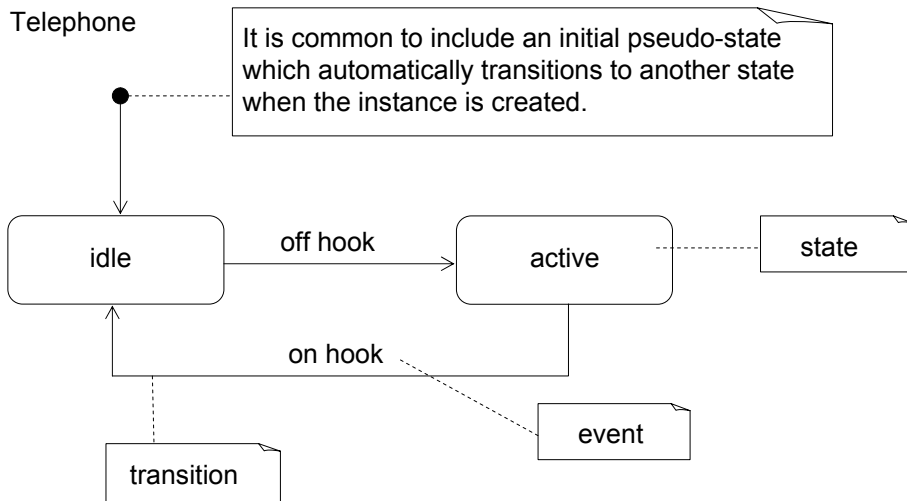 Telephone
It is common to include an initial pseudo-state
which automatically transitions to another state
when the instance is created.
idle
off hook
active
state
on hook
event
transition